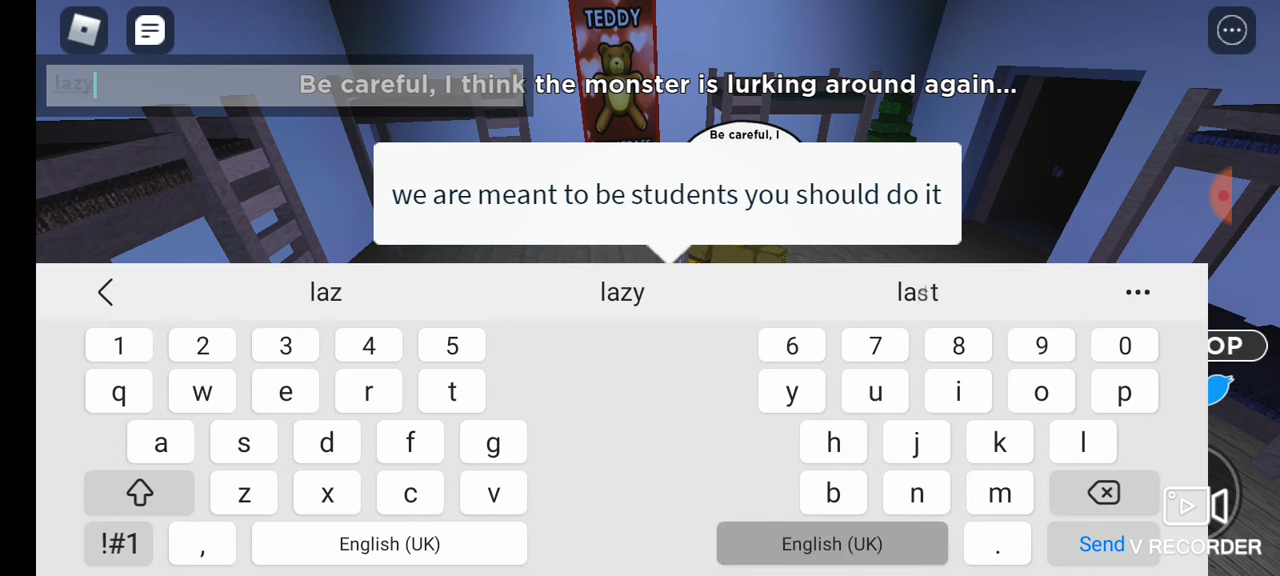 TEDDY
lazy
Be careful, I think the monster is lurking around again...
Be careful, I
we are meant to be students you should do it
laz lazy last
1 2 3 4 5 6 7 8 9 0
OP
q w e r t y u i o p
a s d f g h j k l
z x c v b n m
!#1 , English (UK) English (UK) . Send
V RECORDER